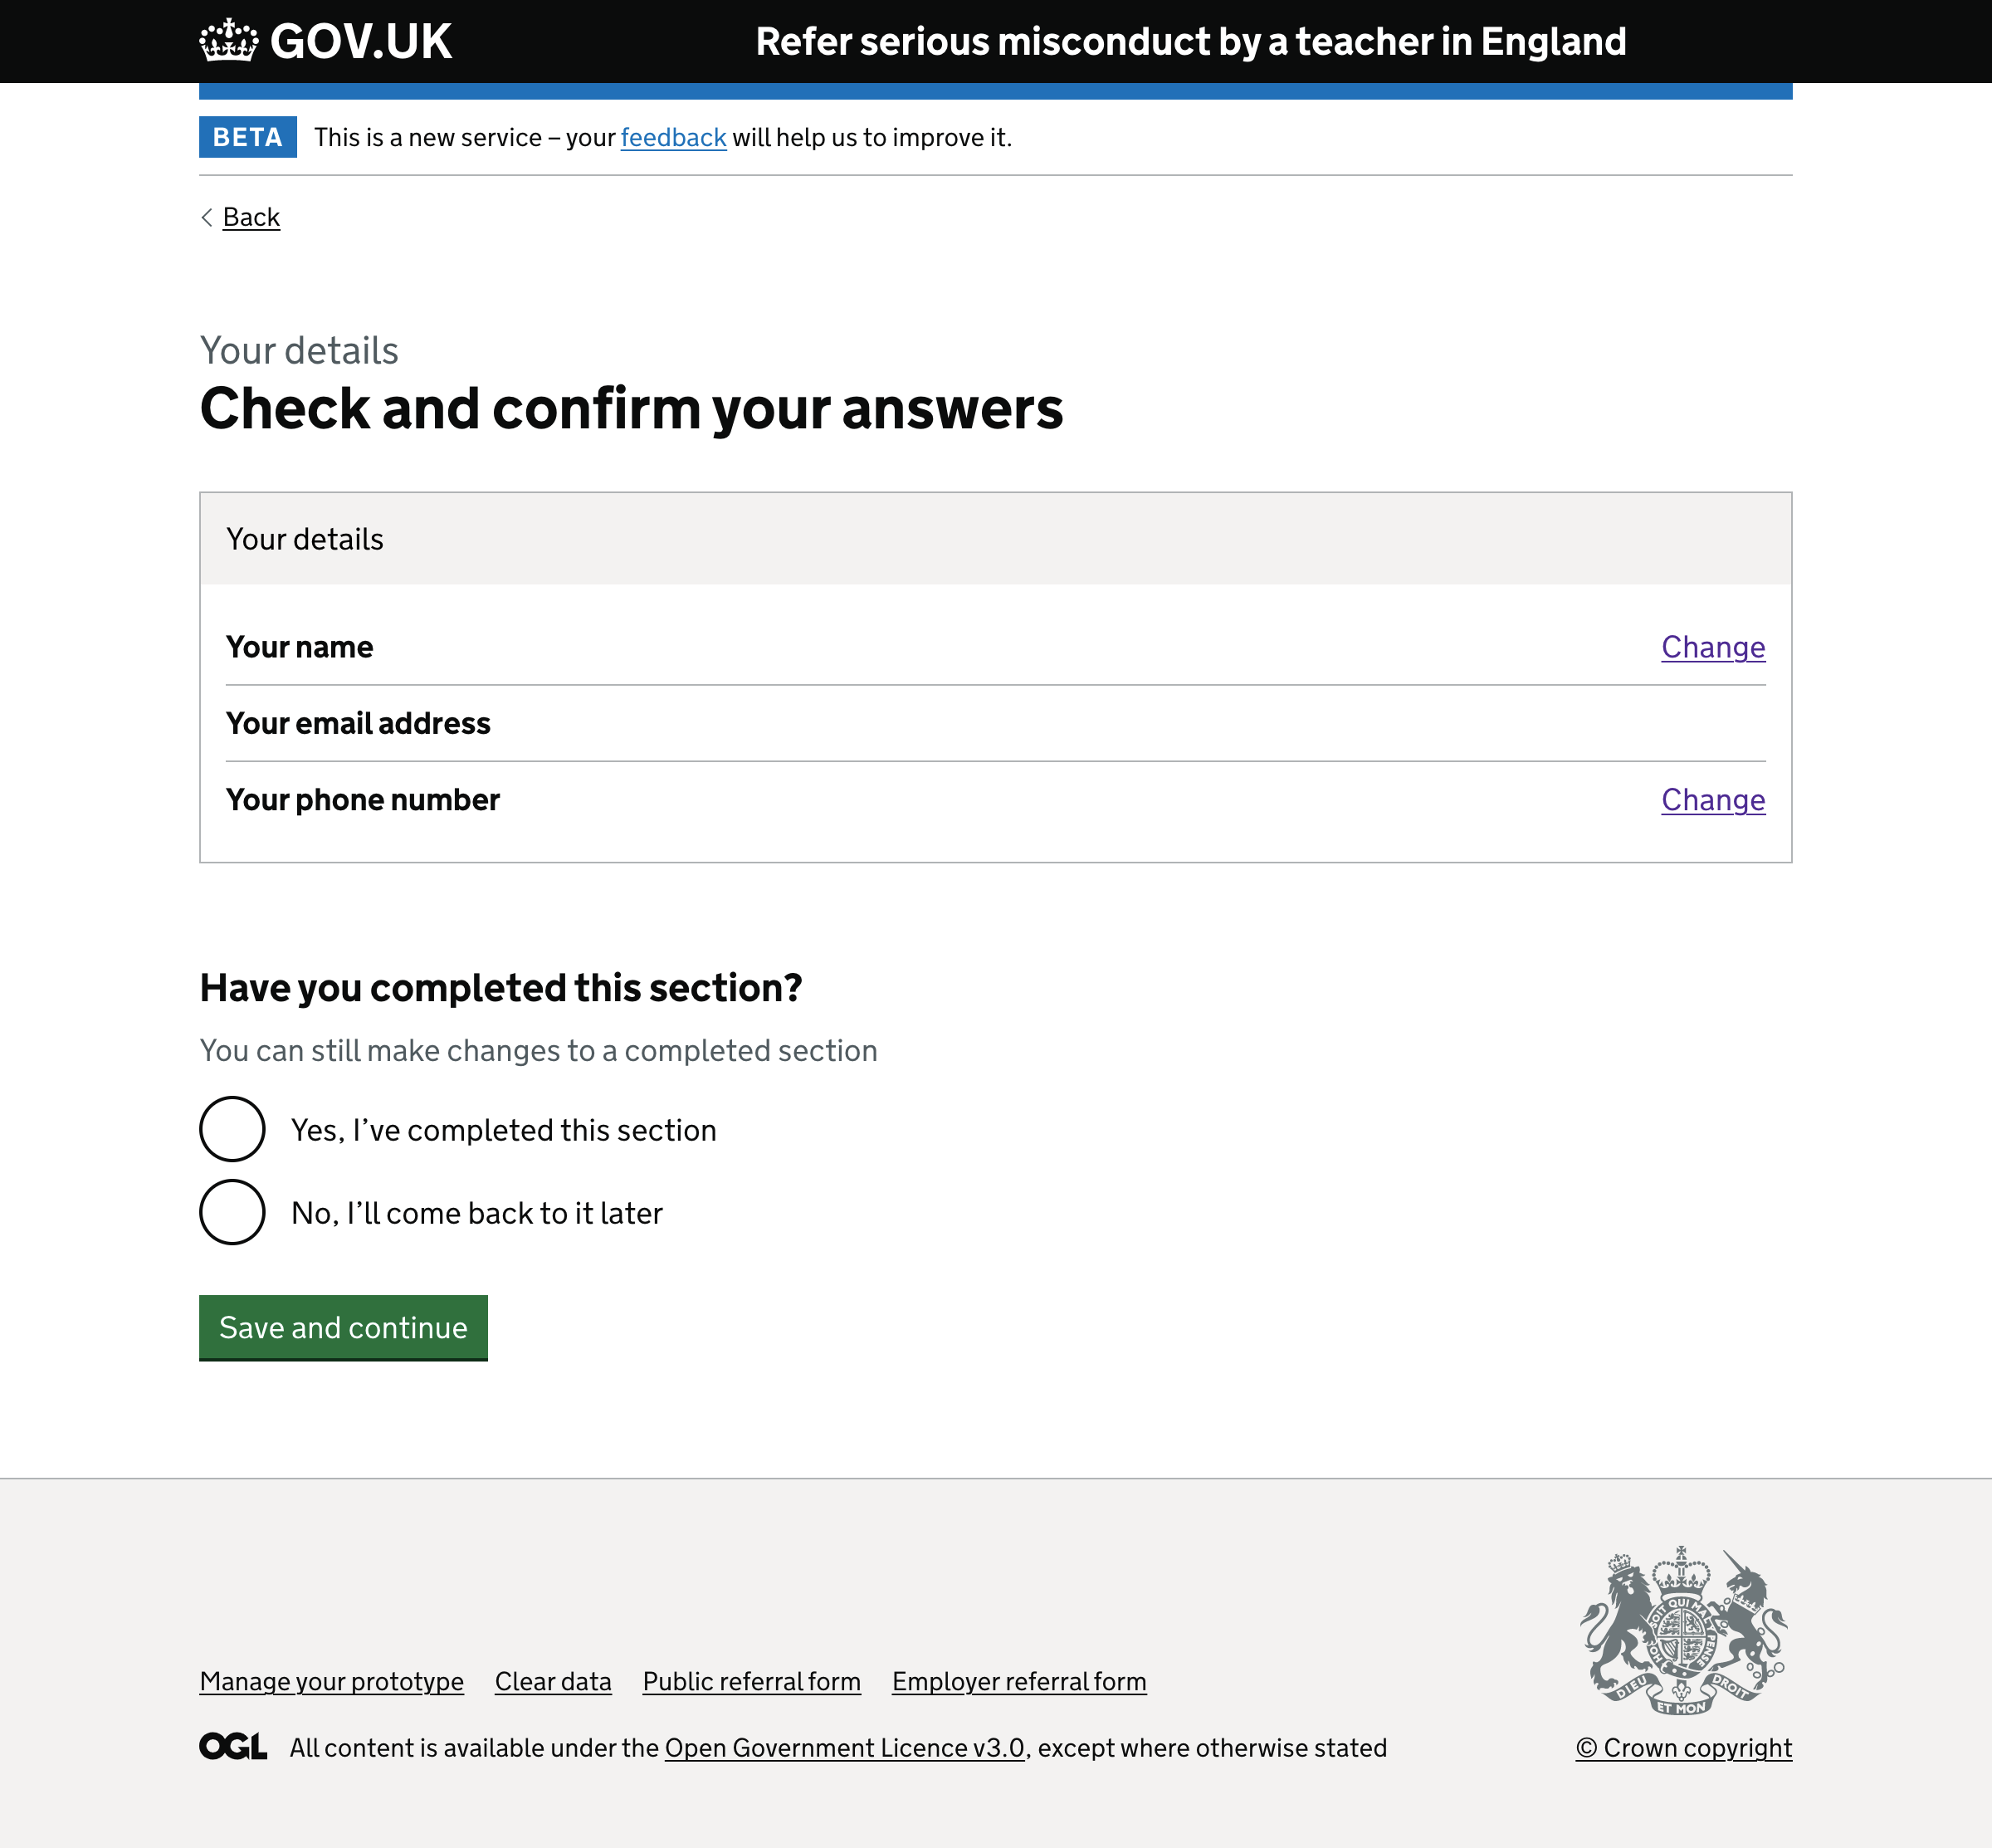 GOV.UK
Refer serious misconduct by a teacher in England
BETA This is a new service – your feedback will help us to improve it.
Back
Your details
Check and confirm your answers
Your details
Your name Change
Your email address
Your phone number Change
Have you completed this section?
You can still make changes to a completed section
Yes, I’ve completed this section
No, I’ll come back to it later
Save and continue
Manage your prototype Clear data Public referral form Employer referral form
OGL All content is available under the Open Government Licence v3.0, except where otherwise stated
DIEU ET MON DROIT
© Crown copyright